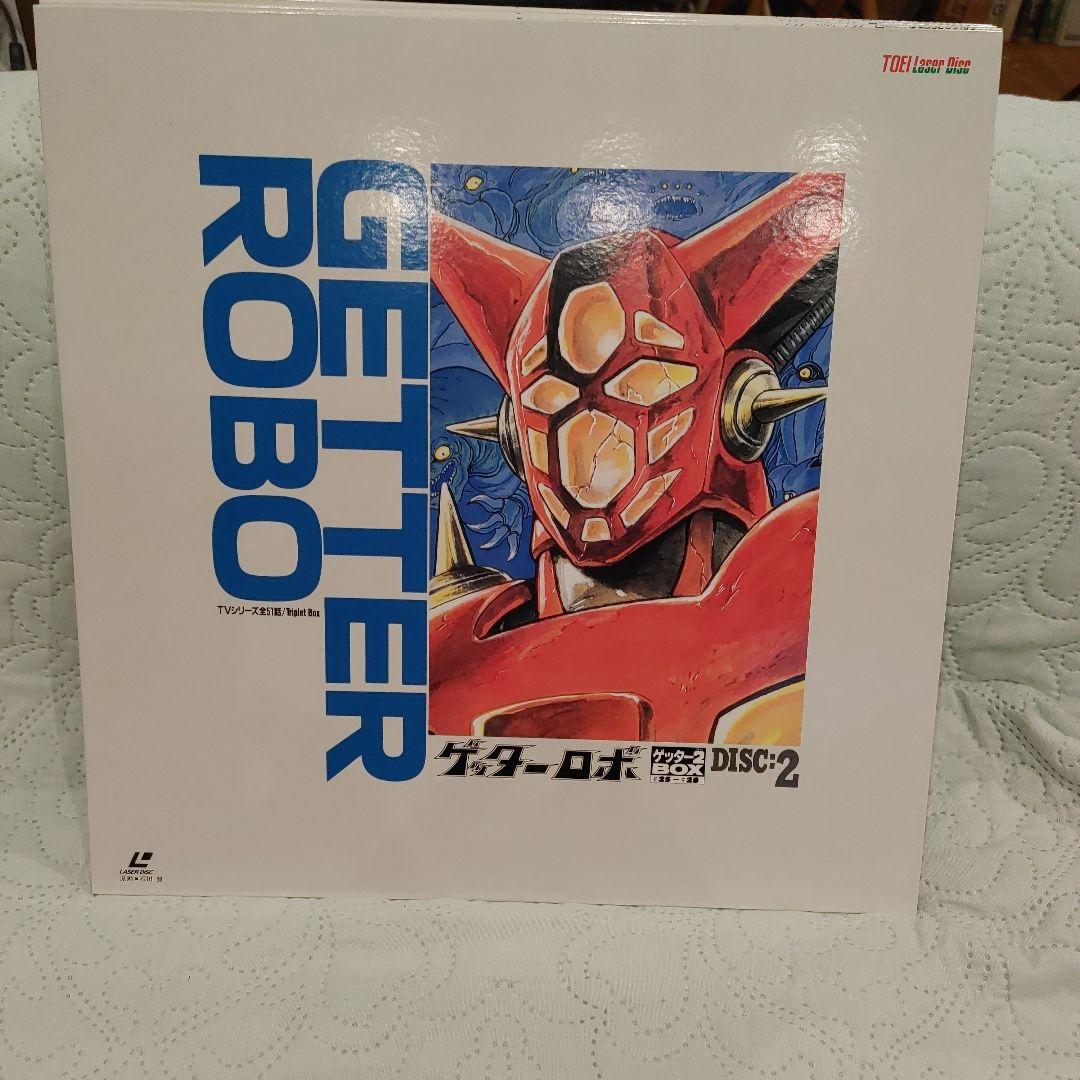 TOEI Laser Disc
GETTER
ROBO
TVシリーズ全51話/Triplet Box
ゲッターロボ
ゲッター2
BOX
DISC:2
LASER DISC